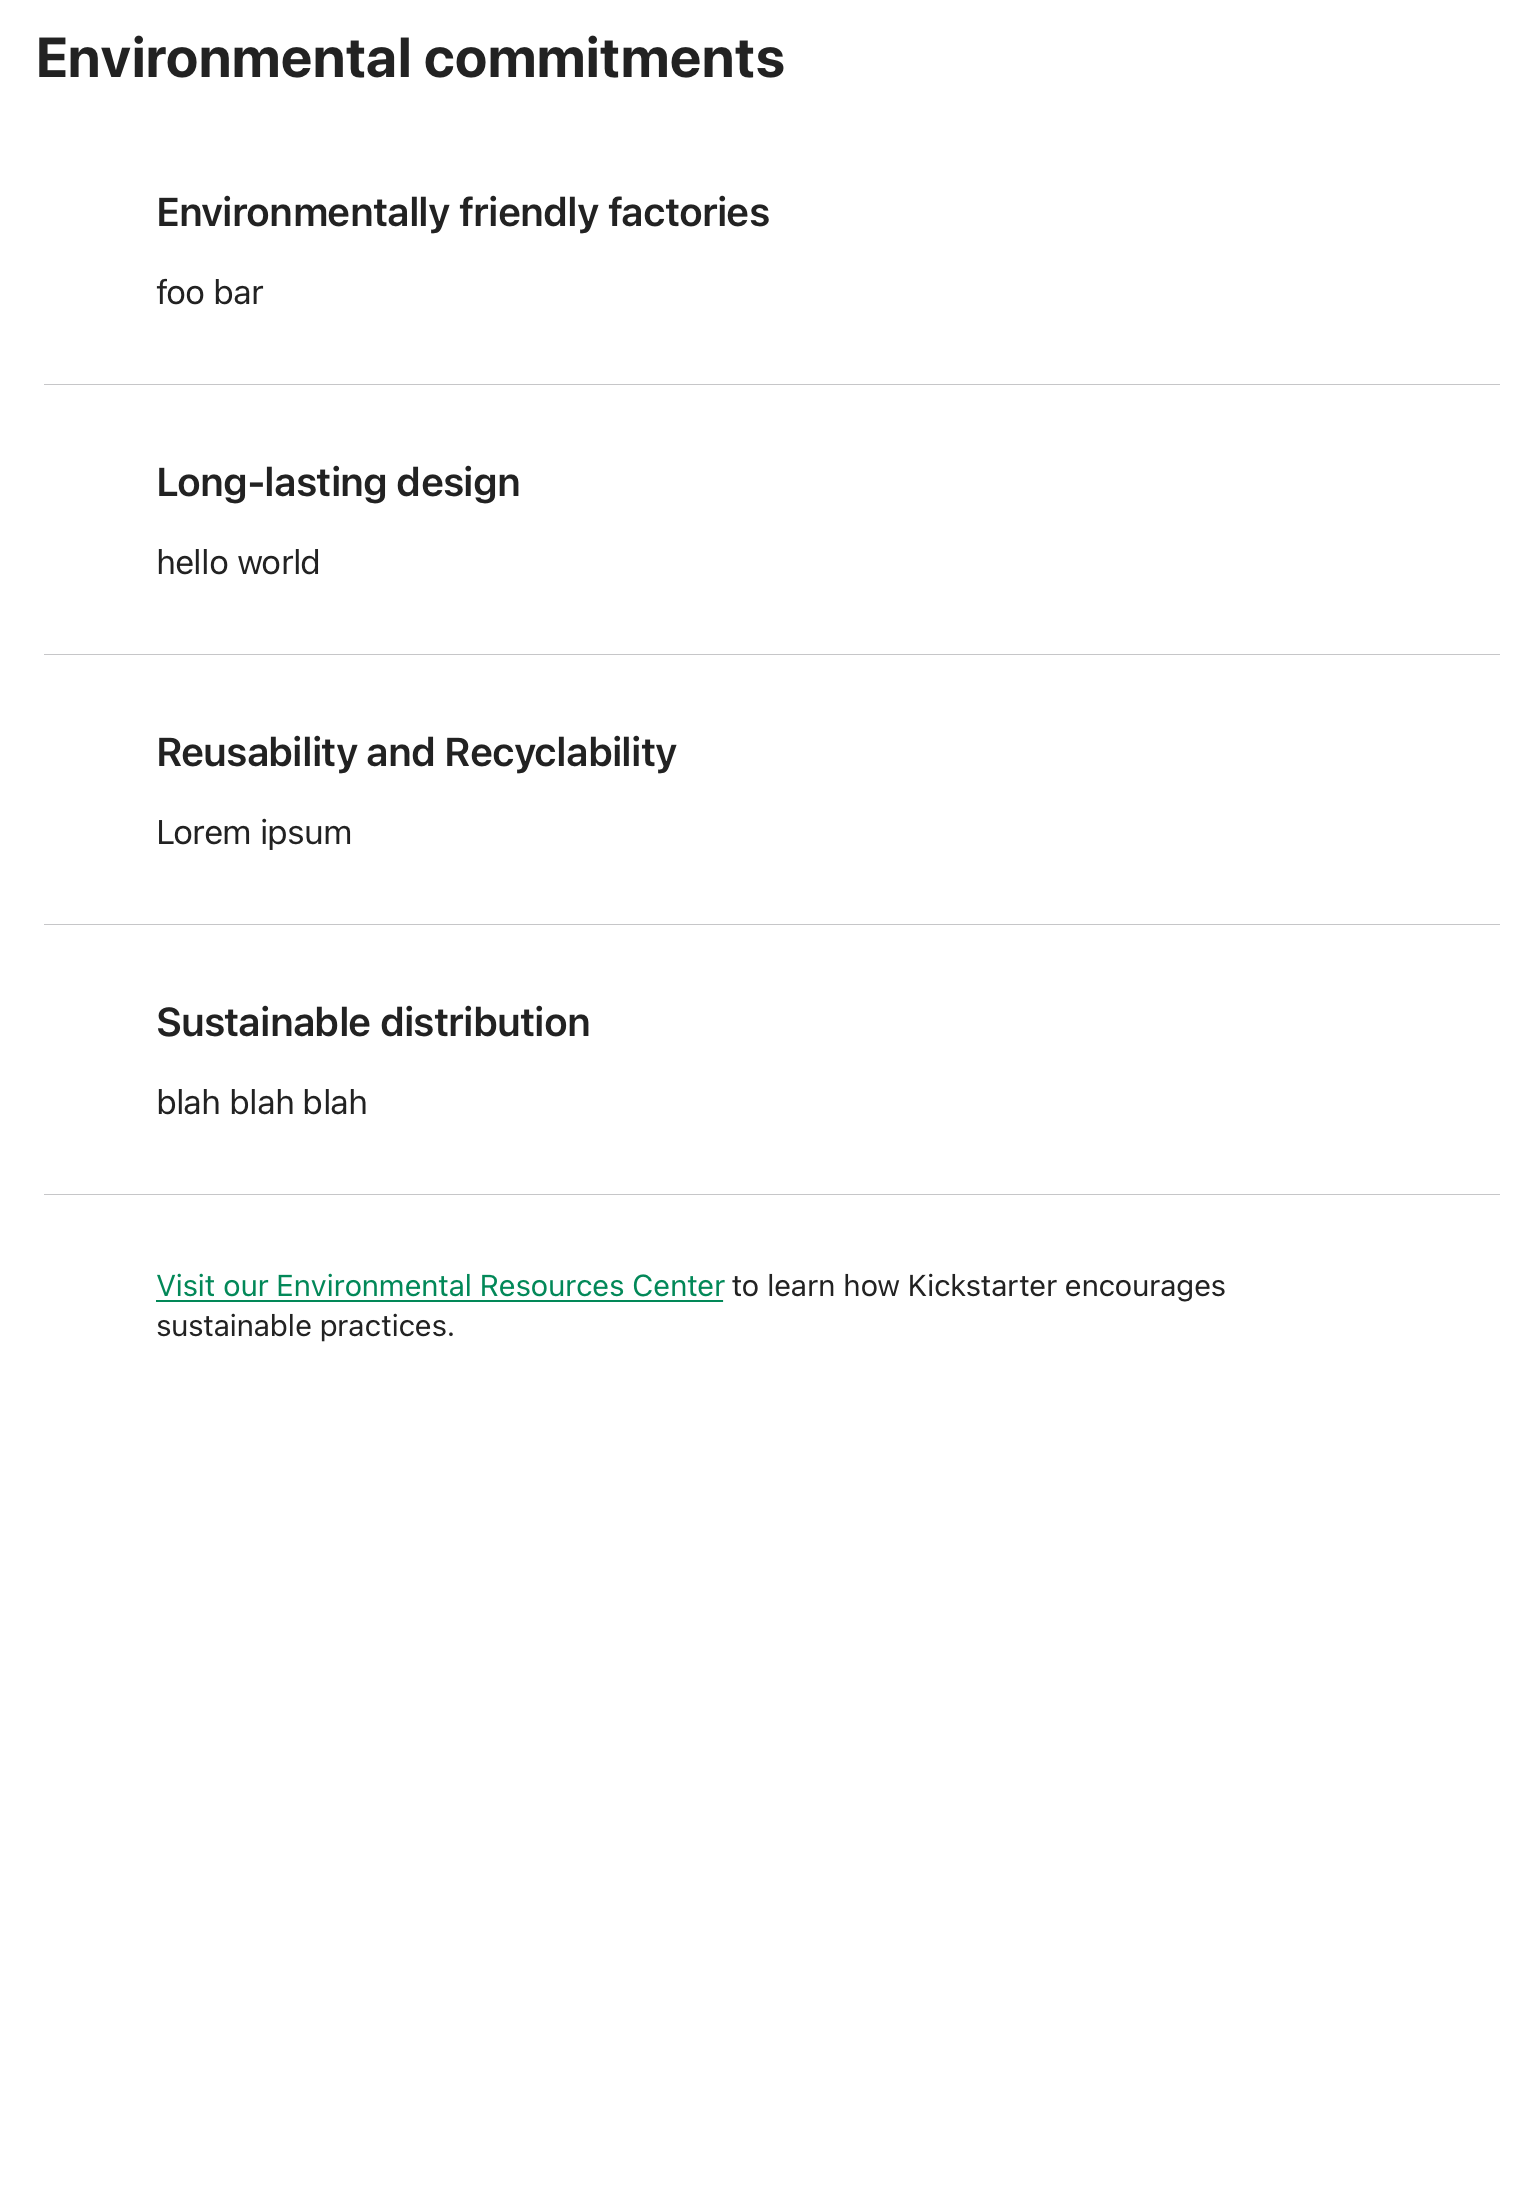 Environmental commitments
Environmentally friendly factories
foo bar
Long-lasting design
hello world
Reusability and Recyclability
Lorem ipsum
Sustainable distribution
blah blah blah
Visit our Environmental Resources Center to learn how Kickstarter encourages
sustainable practices.